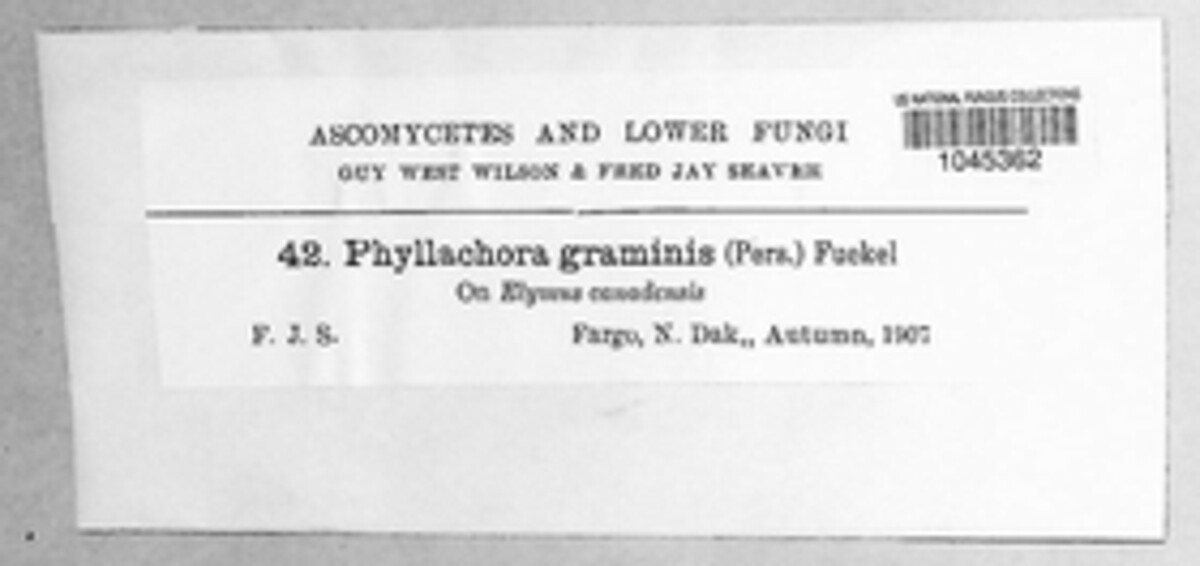 US NATIONAL FUNGUS COLLECTIONS
1045362
ASCOMYCETES AND LOWER FUNGI
GUY WEST WILSON & FRED JAY SEAVER
42. Phyllachora graminis (Pers.) Fuckel
On Elymus canadensis
F. J. S. Fargo, N. Dak., Autumn, 1907